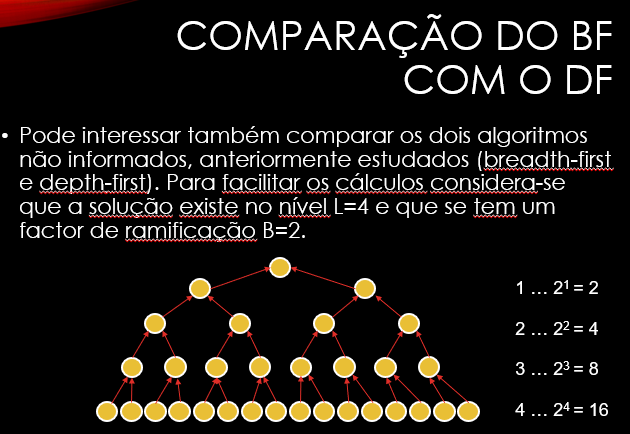 COMPARAÇÃO DO BF
COM O DF
• Pode interessar também comparar os dois algoritmos
não informados, anteriormente estudados (breadth-first
e depth-first). Para facilitar os cálculos considera-se
que a solução existe no nível L=4 e que se tem um
factor de ramificação B=2.
1 … 2¹ = 2
2 … 2² = 4
3 … 2³ = 8
4 … 2⁴ = 16